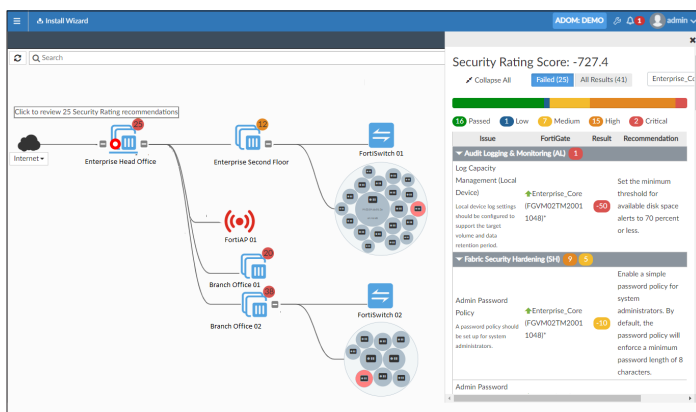 Install Wizard
ADOM: DEMO
1
admin
Search
Click to review 25 Security Rating recommendations
25
12
Internet
Enterprise Head Office
Enterprise Second Floor
FortiSwitch 01
FortiAP 01
20
Branch Office 01
Branch Office 02
FortiSwitch 02
Security Rating Score: -727.4
Collapse All
Failed (25)
All Results (41)
Enterprise_Co
16 Passed
1 Low
7 Medium
15 High
2 Critical
Issue
FortiGate
Result
Recommendation
Audit Logging & Monitoring (AL) 1
Log Capacity
Management (Local
Device)
Local device log settings
should be configured to
support the target
volume and data
retention period.
Enterprise_Core
(FGVM02TM2001
1048)*
-50
Set the minimum
threshold for
available disk space
alerts to 70 percent
or less.
Fabric Security Hardening (SH) 9 5
Admin Password
Policy
A password policy should
be set up for system
administrators.
Enterprise_Core
(FGVM02TM2001
1048)*
-10
Enable a simple
password policy for
system
administrators. By
default, the
password policy will
enforce a minimum
password length of 8
characters.
Admin Password